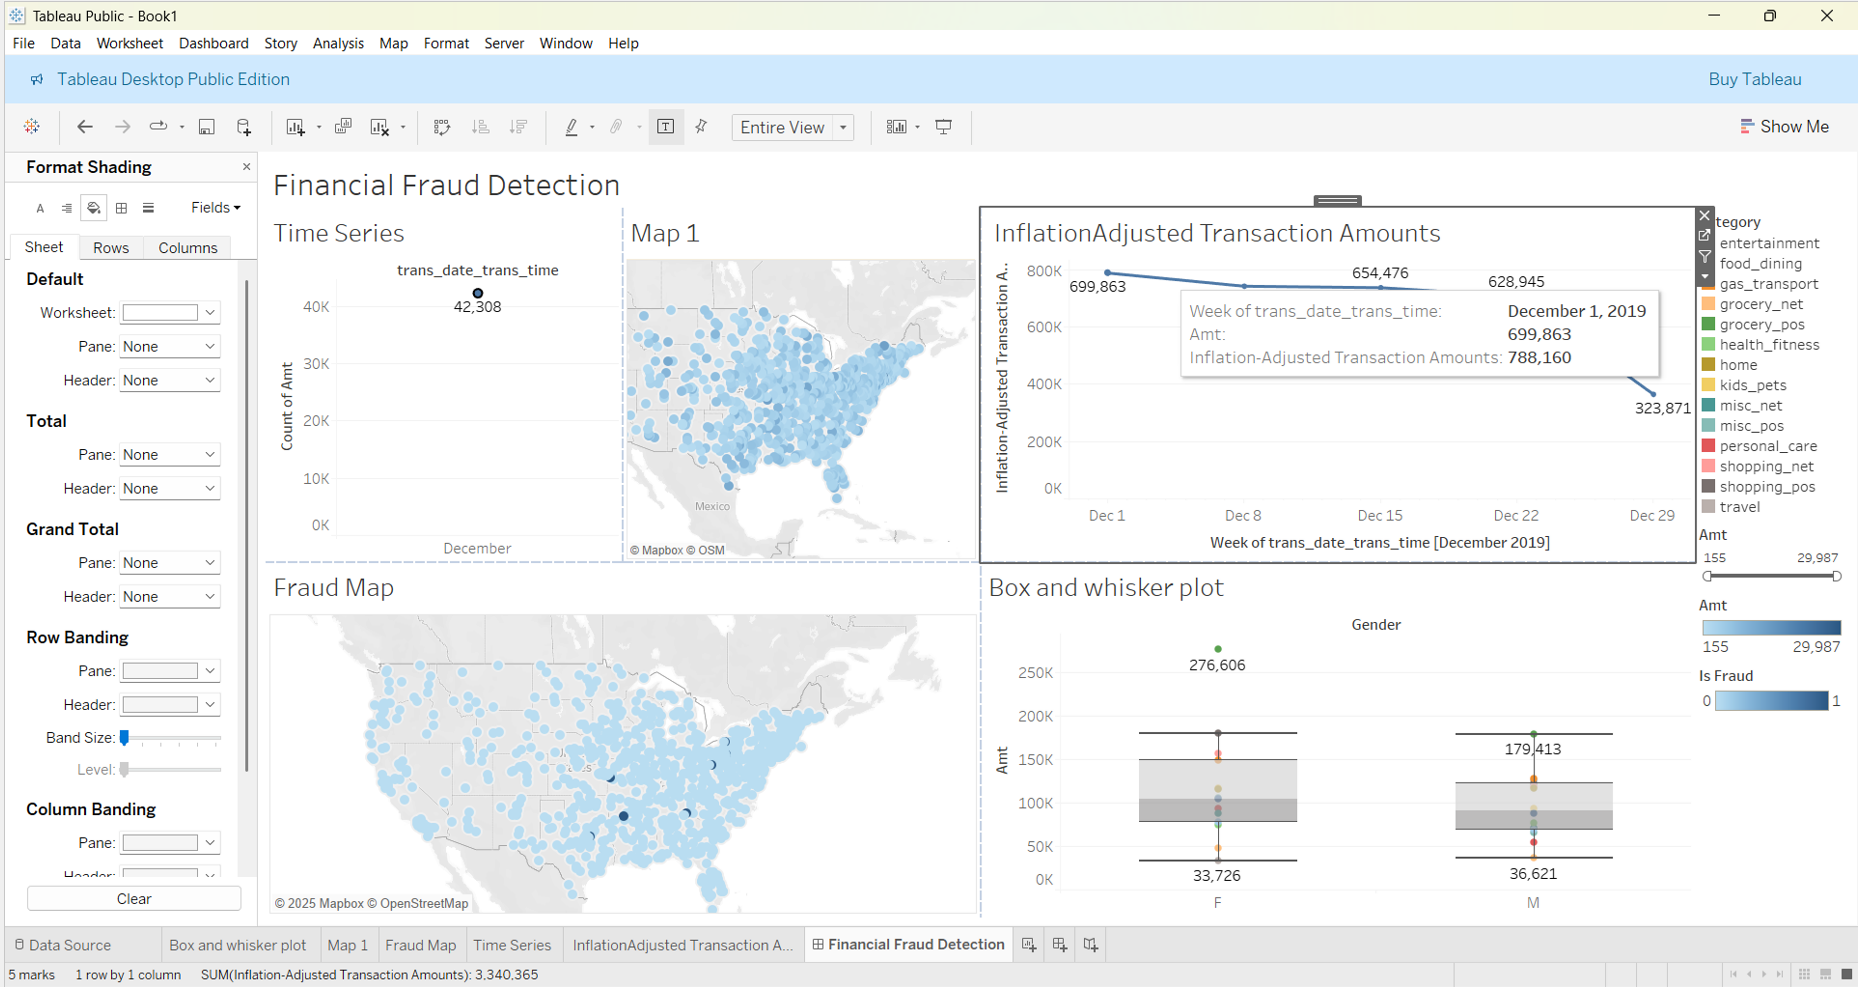 Tableau Public - Book1
File Data Worksheet Dashboard Story Analysis Map Format Server Window Help
Tableau Desktop Public Edition
Buy Tableau
Entire View
Show Me
Format Shading
Fields
Sheet Rows Columns
Default
Worksheet:
Pane: None
Header: None
Total
Pane: None
Header: None
Grand Total
Pane: None
Header: None
Row Banding
Pane:
Header:
Band Size:
Level:
Column Banding
Pane:
Header:
Clear
Financial Fraud Detection
Time Series
trans_date_trans_time
42,308
Count of Amt
40K
30K
20K
10K
0K
December
Map 1
Mexico
© Mapbox © OSM
InflationAdjusted Transaction Amounts
Inflation-Adjusted Transaction A..
800K
600K
400K
200K
0K
699,863
654,476
628,945
323,871
Week of trans_date_trans_time: December 1, 2019
Amt: 699,863
Inflation-Adjusted Transaction Amounts: 788,160
Dec 1 Dec 8 Dec 15 Dec 22 Dec 29
Week of trans_date_trans_time [December 2019]
tegory
entertainment
food_dining
gas_transport
grocery_net
grocery_pos
health_fitness
home
kids_pets
misc_net
misc_pos
personal_care
shopping_net
shopping_pos
travel
Amt
155 29,987
Amt
155 29,987
Is Fraud
0 1
Fraud Map
© 2025 Mapbox © OpenStreetMap
Box and whisker plot
Gender
Amt
250K
200K
150K
100K
50K
0K
276,606
179,413
33,726
36,621
F M
Data Source Box and whisker plot Map 1 Fraud Map Time Series InflationAdjusted Transaction A... Financial Fraud Detection
5 marks 1 row by 1 column SUM(Inflation-Adjusted Transaction Amounts): 3,340,365